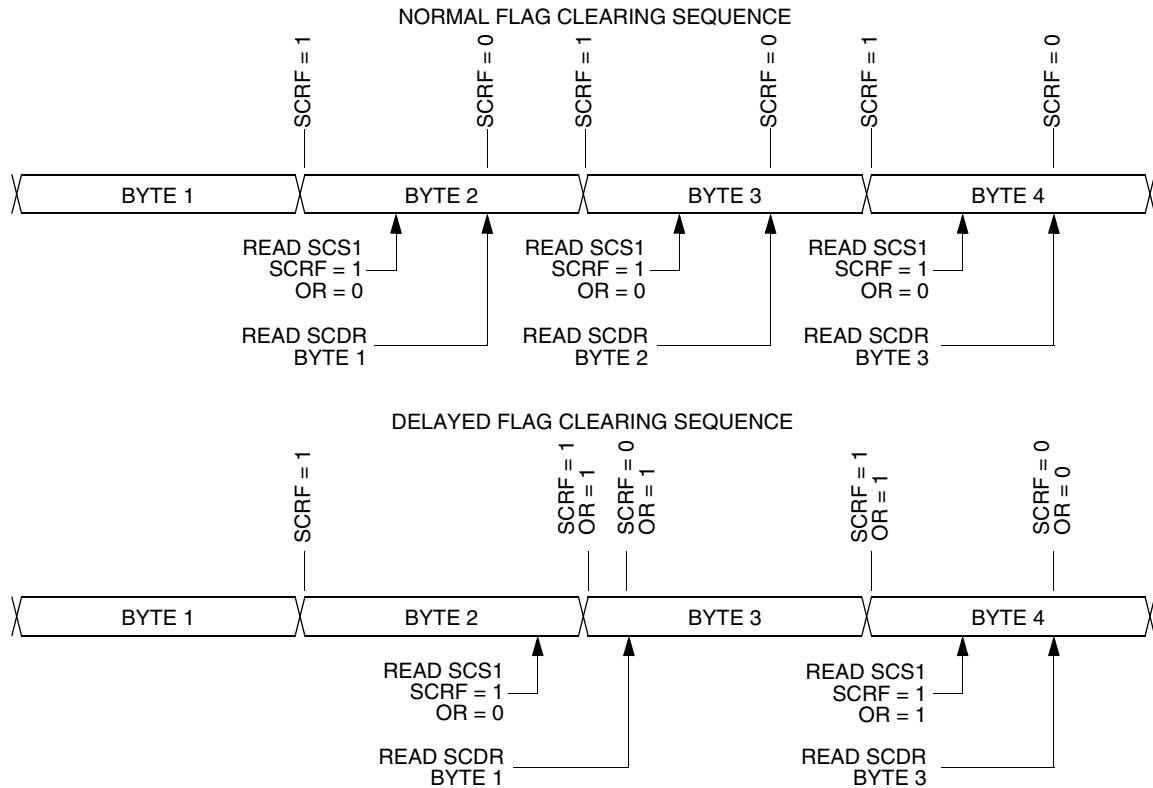 NORMAL FLAG CLEARING SEQUENCE
SCRF = 1
SCRF = 0
SCRF = 1
SCRF = 0
SCRF = 1
SCRF = 0
BYTE 1
BYTE 2
BYTE 3
BYTE 4
READ SCS1
SCRF = 1
OR = 0
READ SCS1
SCRF = 1
OR = 0
READ SCS1
SCRF = 1
OR = 0
READ SCDR
BYTE 1
READ SCDR
BYTE 2
READ SCDR
BYTE 3
DELAYED FLAG CLEARING SEQUENCE
SCRF = 1
SCRF = 1
OR = 1
SCRF = 0
OR = 1
SCRF = 1
OR = 1
SCRF = 0
OR = 0
BYTE 1
BYTE 2
BYTE 3
BYTE 4
READ SCS1
SCRF = 1
OR = 0
READ SCS1
SCRF = 1
OR = 1
READ SCDR
BYTE 1
READ SCDR
BYTE 3